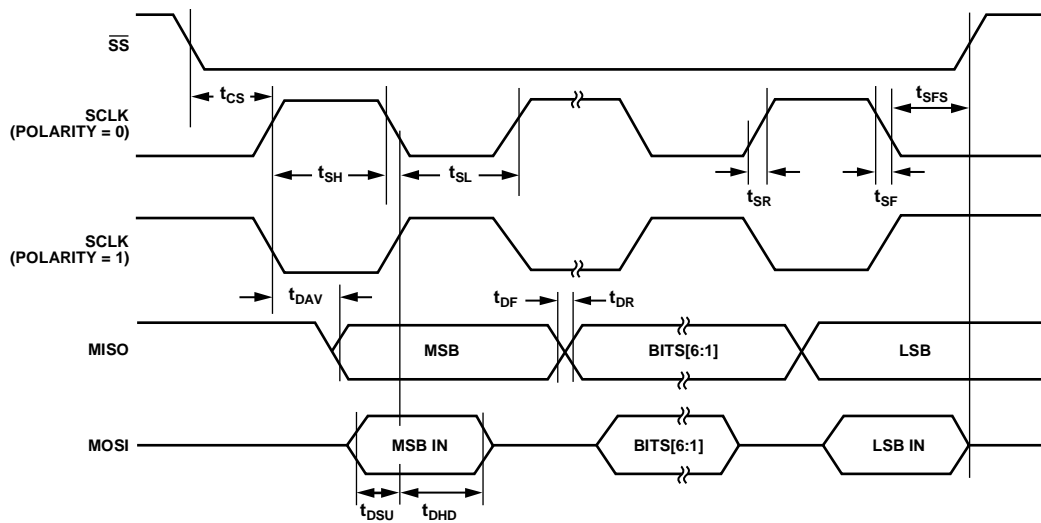 SS
tCS
tSFS
SCLK
(POLARITY = 0)
tSH
tSL
tSR
tSF
SCLK
(POLARITY = 1)
tDAV
tDF
tDR
MISO
MSB
BITS[6:1]
LSB
MOSI
MSB IN
BITS[6:1]
LSB IN
tDSU
tDHD